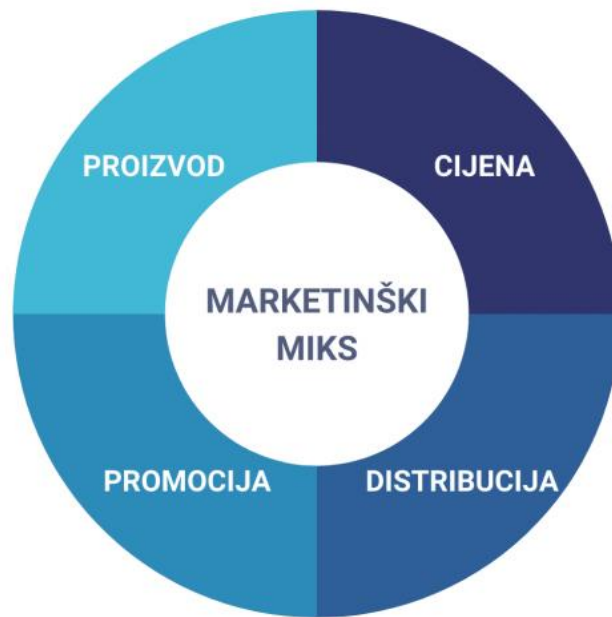 PROIZVOD
CIJENA
MARKETINŠKI
MIKS
PROMOCIJA
DISTRIBUCIJA